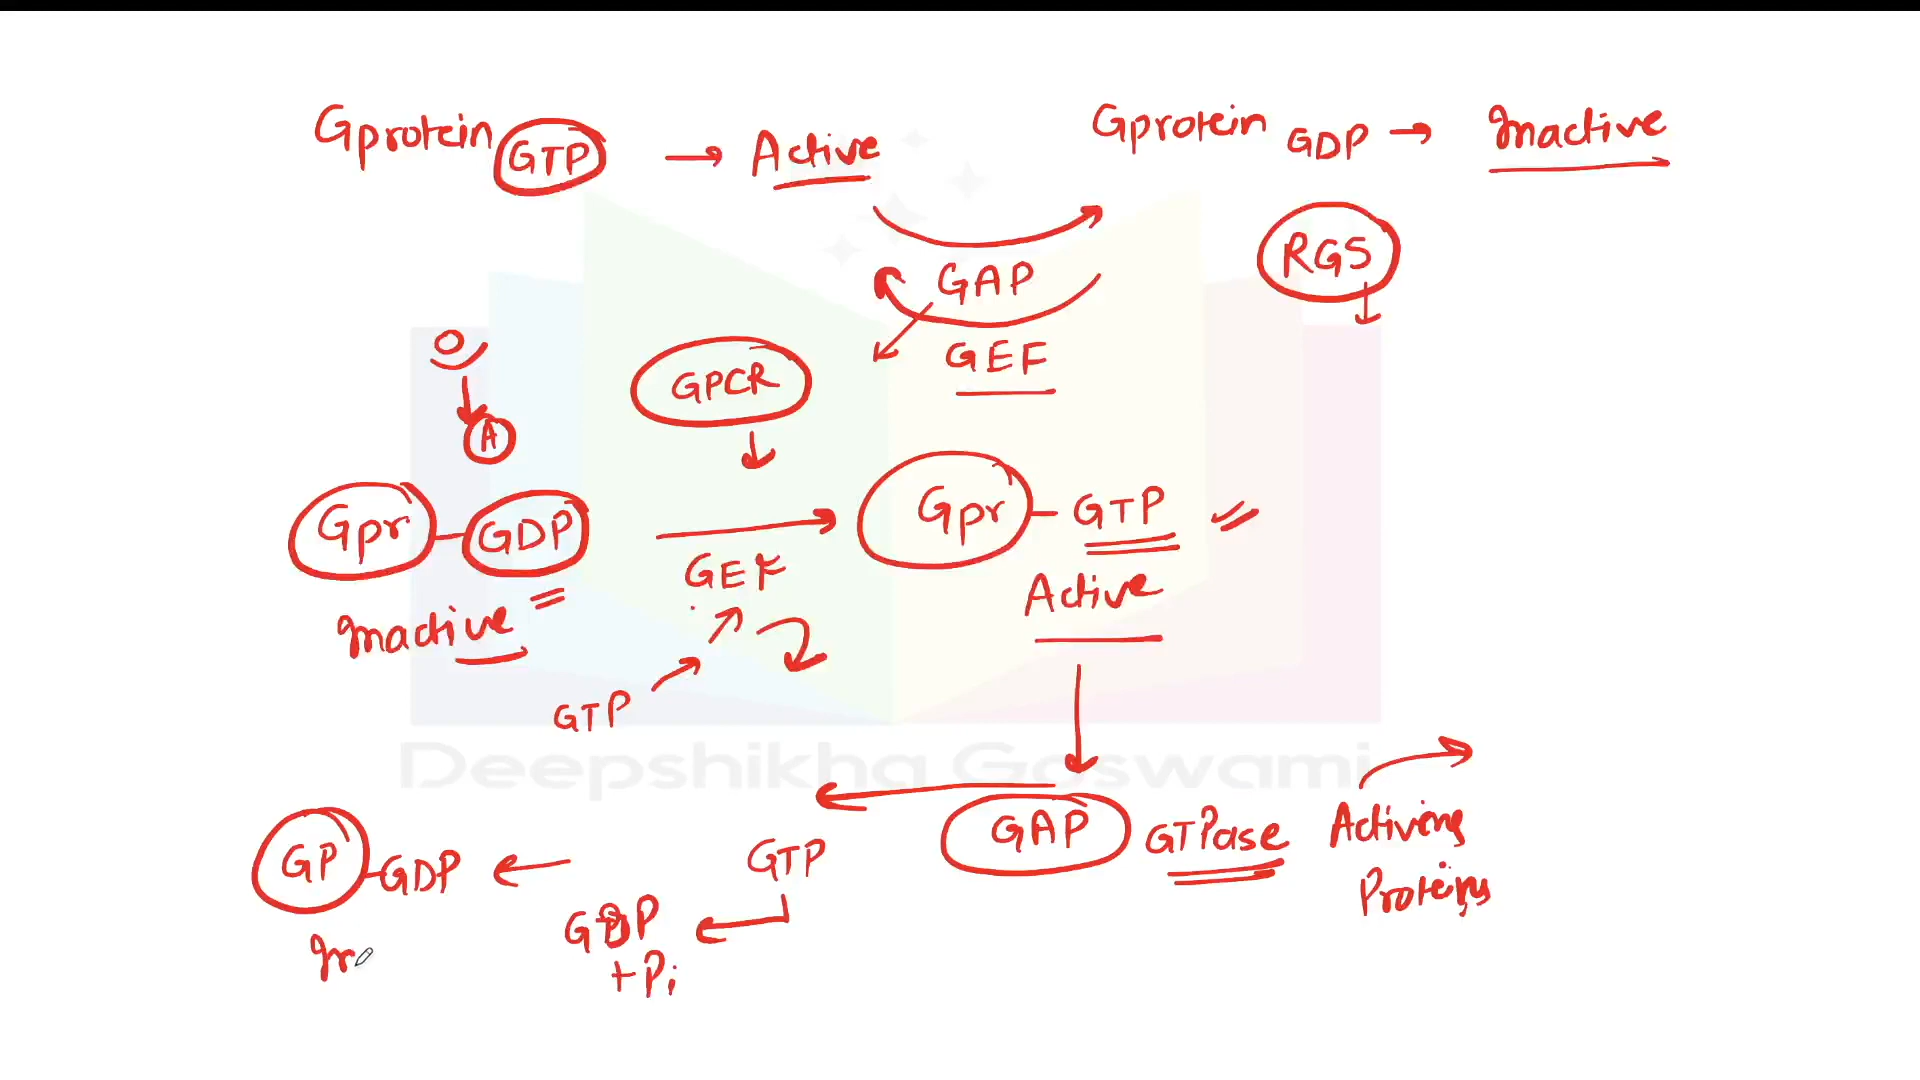 Gprotein GTP → Active
Gprotein GDP → Inactive
RGS
GAP
GEF
GPCR
A
Gpr - GDP
Inactive
GEF
GTP
Gpr - GTP
Active
GAP GTPase Activing
Proteins
GTP
GDP
+ Pi
GP - GDP
Deepshikha Goswami